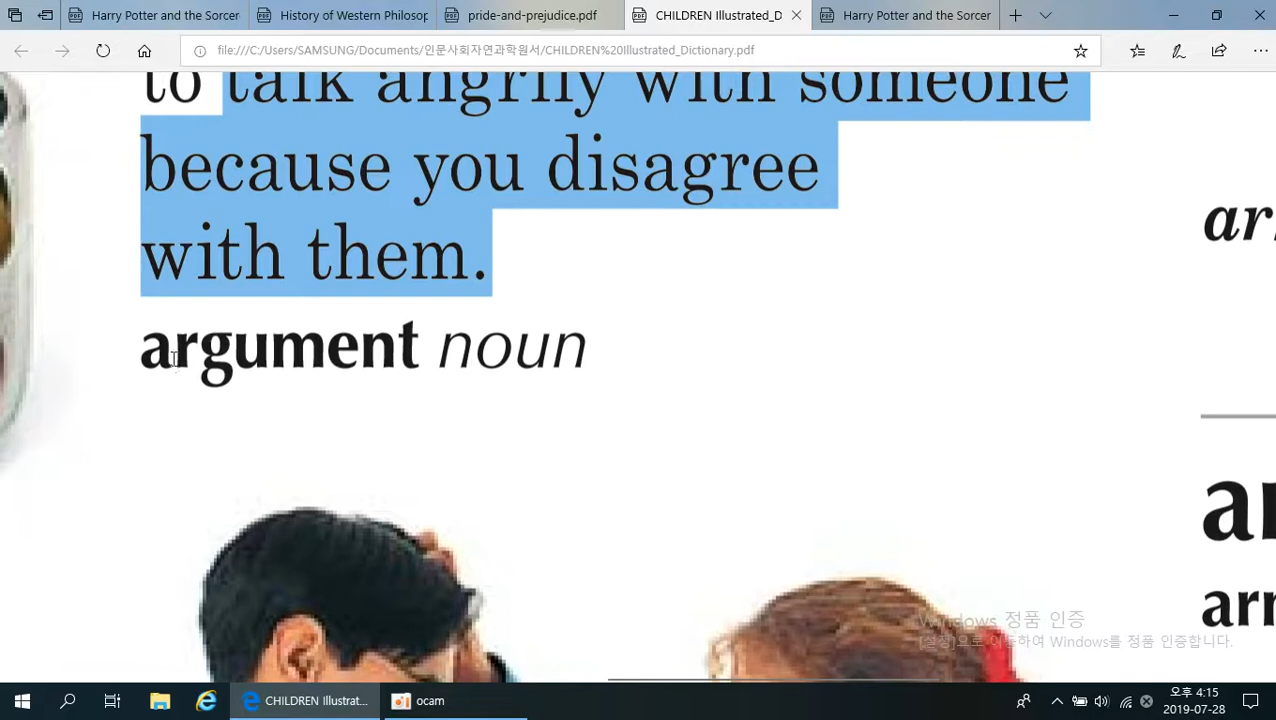 Harry Potter and the Sorcer
History of Western Philosop
pride-and-prejudice.pdf
CHILDREN Illustrated_D
Harry Potter and the Sorcer
file:///C:/Users/SAMSUNG/Documents/인문사회자연과학원서/CHILDREN%20Illustrated_Dictionary.pdf
to talk angrily with someone
because you disagree
with them.
argument noun
ar
ar
arr
Windows 정품 인증
[설정]으로 이동하여 Windows를 정품 인증합니다.
CHILDREN Illustrat...
ocam
오후 4:15
2019-07-28